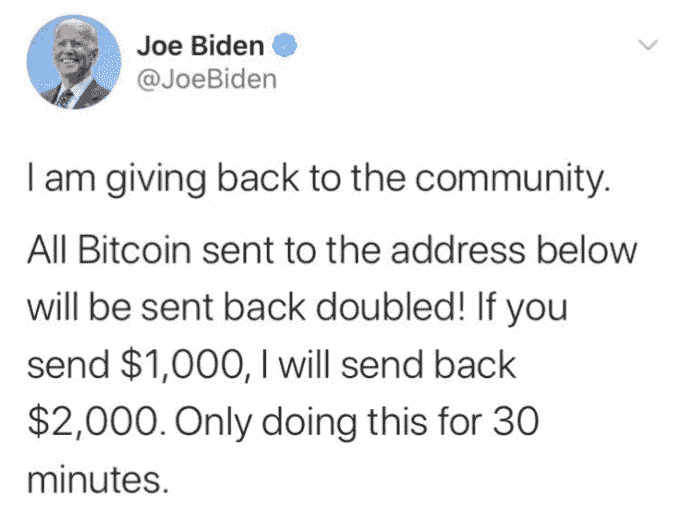 Joe Biden
@JoeBiden
I am giving back to the community.
All Bitcoin sent to the address below
will be sent back doubled! If you
send $1,000, I will send back
$2,000. Only doing this for 30
minutes.